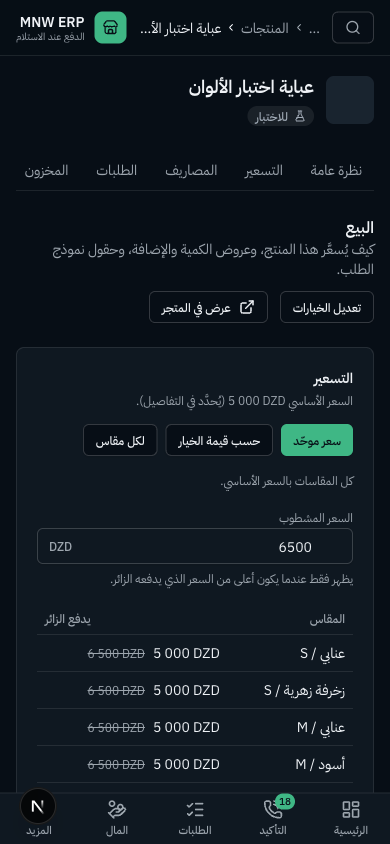 MNW ERP
الدفع عند الاستلام
... › المنتجات › عباية اختبار الأ...
عباية اختبار الألوان
للاختبار
نظرة عامة
التسعير
المصاريف
الطلبات
المخزون
البيع
كيف يُسعَّر هذا المنتج، وعروض الكمية والإضافة، وحقول نموذج
الطلب.
تعديل الخيارات
عرض في المتجر
التسعير
السعر الأساسي 5 000 DZD (يُحدَّد في التفاصيل).
سعر موحّد
حسب قيمة الخيار
لكل مقاس
كل المقاسات بالسعر الأساسي.
السعر المشطوب
6500 DZD
يظهر فقط عندما يكون أعلى من السعر الذي يدفعه الزائر.
المقاس يدفع الزائر
عنابي / S 5 000 DZD 6 500 DZD
زخرفة زهرية / S 5 000 DZD 6 500 DZD
عنابي / M 5 000 DZD 6 500 DZD
أسود / M 5 000 DZD 6 500 DZD
18
N
الرئيسية
التأكيد
الطلبات
المال
المزيد